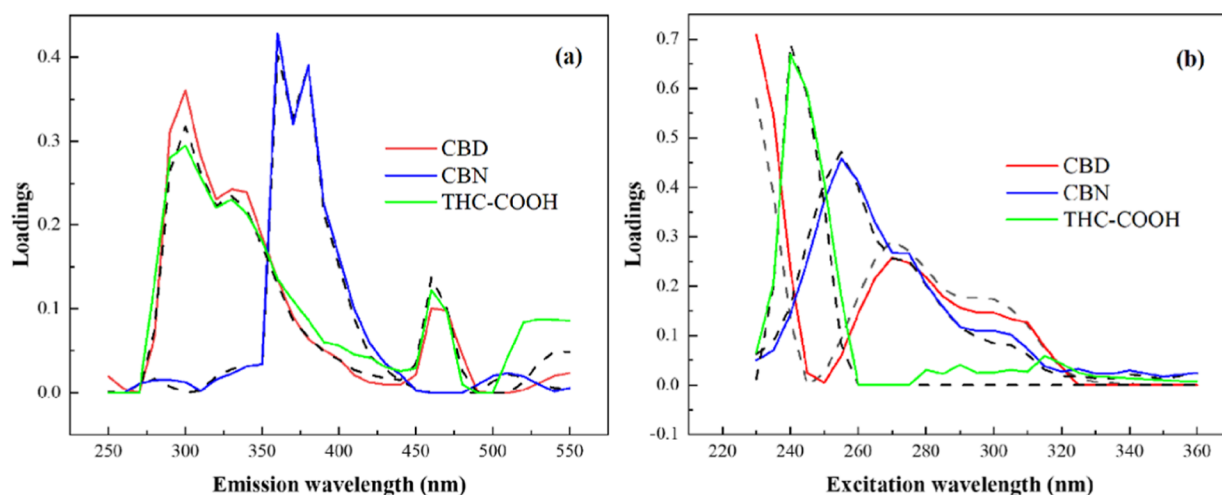 (a)
CBD
CBN
THC-COOH
Loadings
0.4
0.3
0.2
0.1
0.0
250 300 350 400 450 500 550
Emission wavelength (nm)
(b)
CBD
CBN
THC-COOH
Loadings
0.7
0.6
0.5
0.4
0.3
0.2
0.1
0.0
-0.1
220 240 260 280 300 320 340 360
Excitation wavelength (nm)